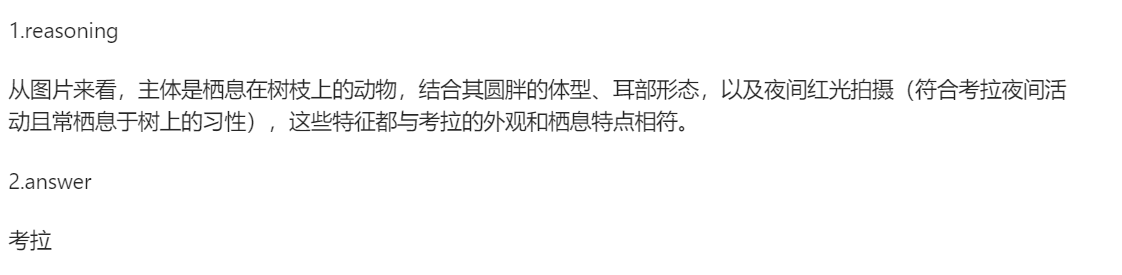 1.reasoning
从图片来看，主体是栖息在树枝上的动物，结合其圆胖的体型、耳部形态，以及夜间红光拍摄（符合考拉夜间活
动且常栖息于树上的习性），这些特征都与考拉的外观和栖息特点相符。
2.answer
考拉